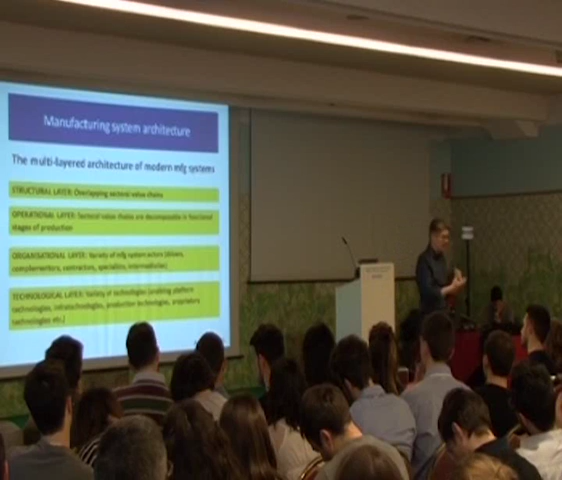 Manufacturing system architecture
The multi-layered architecture of modern mfg systems
STRUCTURAL LAYER: Overlapping sectoral value chains
OPERATIONAL LAYER: Sectoral value chains are decomposable in functional
stages of production
ORGANISATIONAL LAYER: Variety of mfg system actors (drivers,
complementors, contractors, specialists, intermediaries)
TECHNOLOGICAL LAYER: Variety of technologies (enabling platform
technologies, infratechnologies, production technologies, proprietary
technologies etc.)